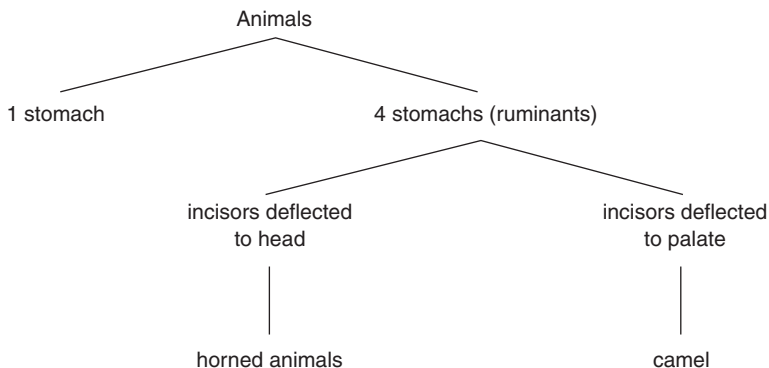 Animals
1 stomach
4 stomachs (ruminants)
incisors deflected
to head
incisors deflected
to palate
horned animals
camel